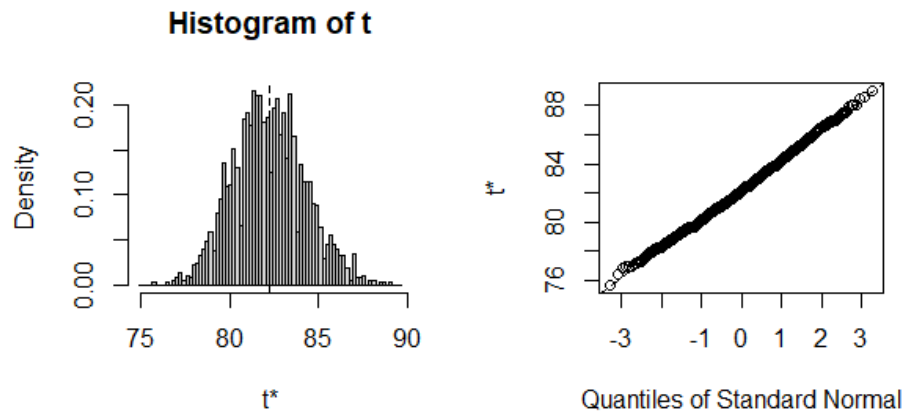 Histogram of t
Density
0.00 0.10 0.20
75 80 85 90
t*
t*
76 80 84 88
-3 -1 0 1 2 3
Quantiles of Standard Normal